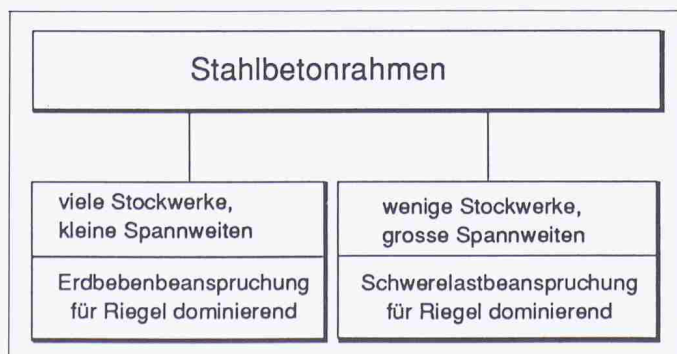 Stahlbetonrahmen
viele Stockwerke,
kleine Spannweiten
Erdbebenbeanspruchung
für Riegel dominierend
wenige Stockwerke,
grosse Spannweiten
Schwerelastbeanspruchung
für Riegel dominierend